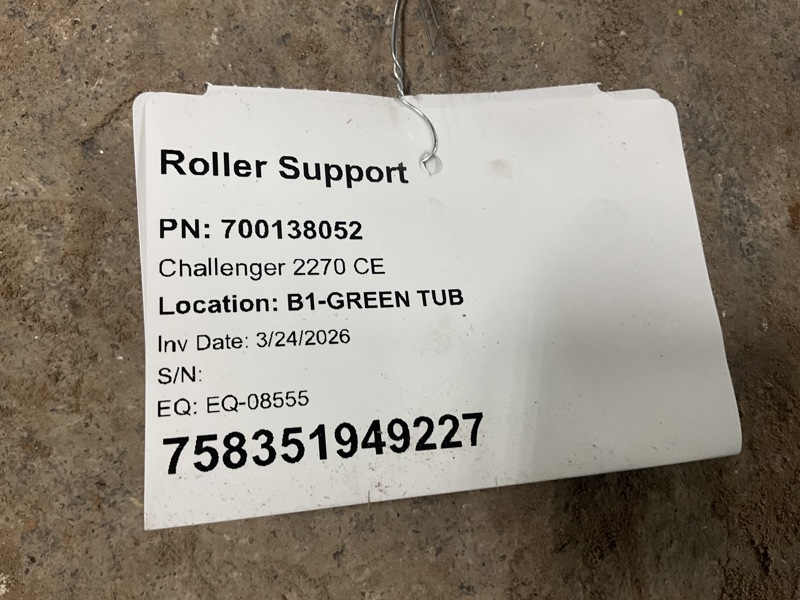 Roller Support
PN: 700138052
Challenger 2270 CE
Location: B1-GREEN TUB
Inv Date: 3/24/2026
S/N:
EQ: EQ-08555
758351949227